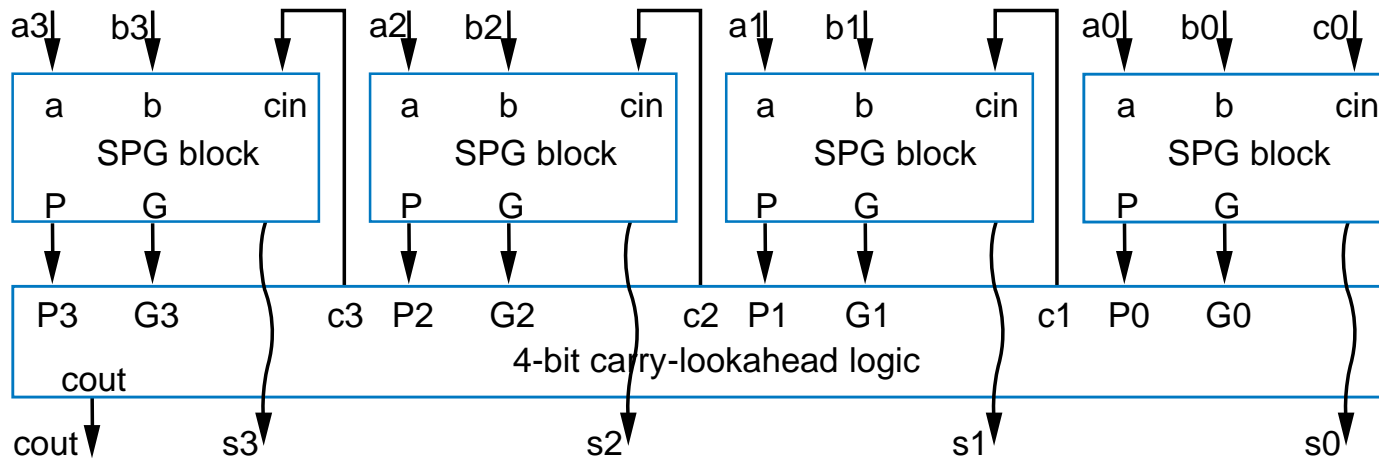 a3 b3 a2 b2 a1 b1 a0 b0 c0
a b cin a b cin a b cin a b cin
SPG block SPG block SPG block SPG block
P G P G P G P G
P3 G3 c3 P2 G2 c2 P1 G1 c1 P0 G0
4-bit carry-lookahead logic
cout
cout s3 s2 s1 s0